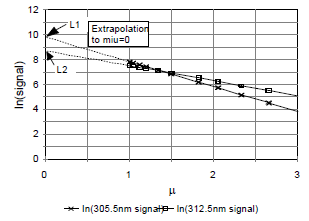 12
L1
Extrapolation
to miu=0
10
8
L2
6
4
2
0
ln(signal)
0
1
2
3
μ
ln(305.5nm signal)
ln(312.5nm signal)